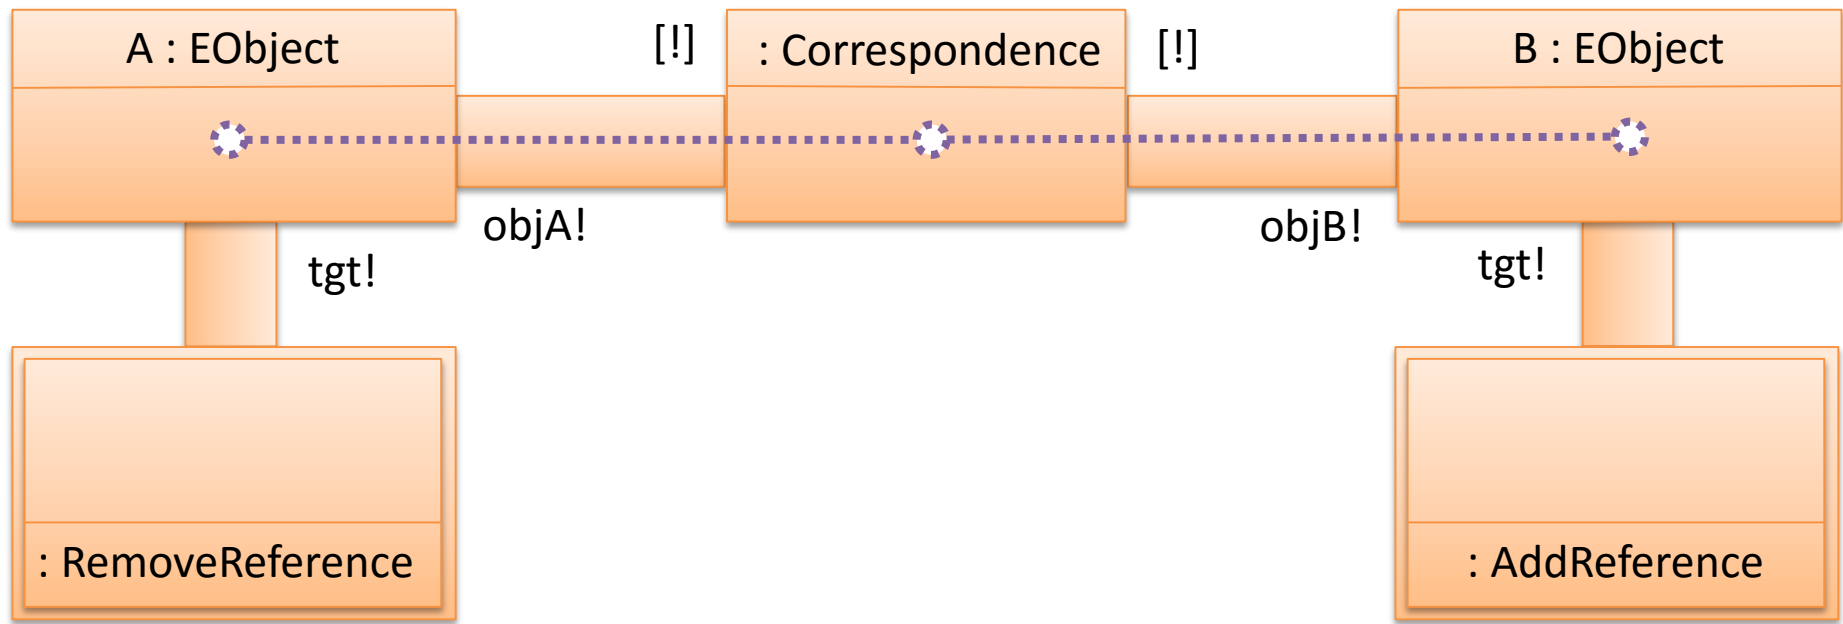 A : EObject
[!]
: Correspondence
[!]
B : EObject
objA!
objB!
tgt!
tgt!
: RemoveReference
: AddReference